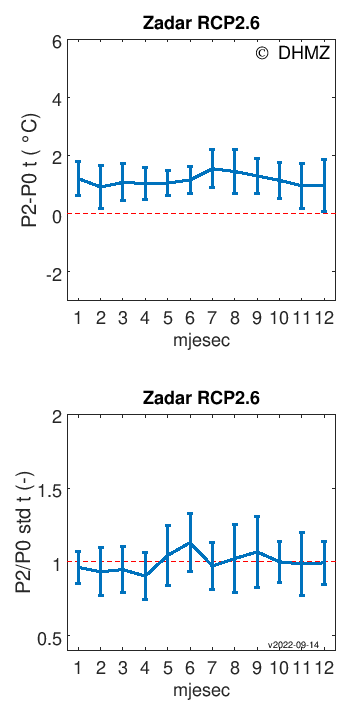 Zadar RCP2.6
© DHMZ
P2-P0 t ( °C)
6
4
2
0
-2
1 2 3 4 5 6 7 8 9 10 11 12
mjesec
Zadar RCP2.6
P2/P0 std t (-)
2
1.5
1
0.5
v2022-09-14
1 2 3 4 5 6 7 8 9 10 11 12
mjesec